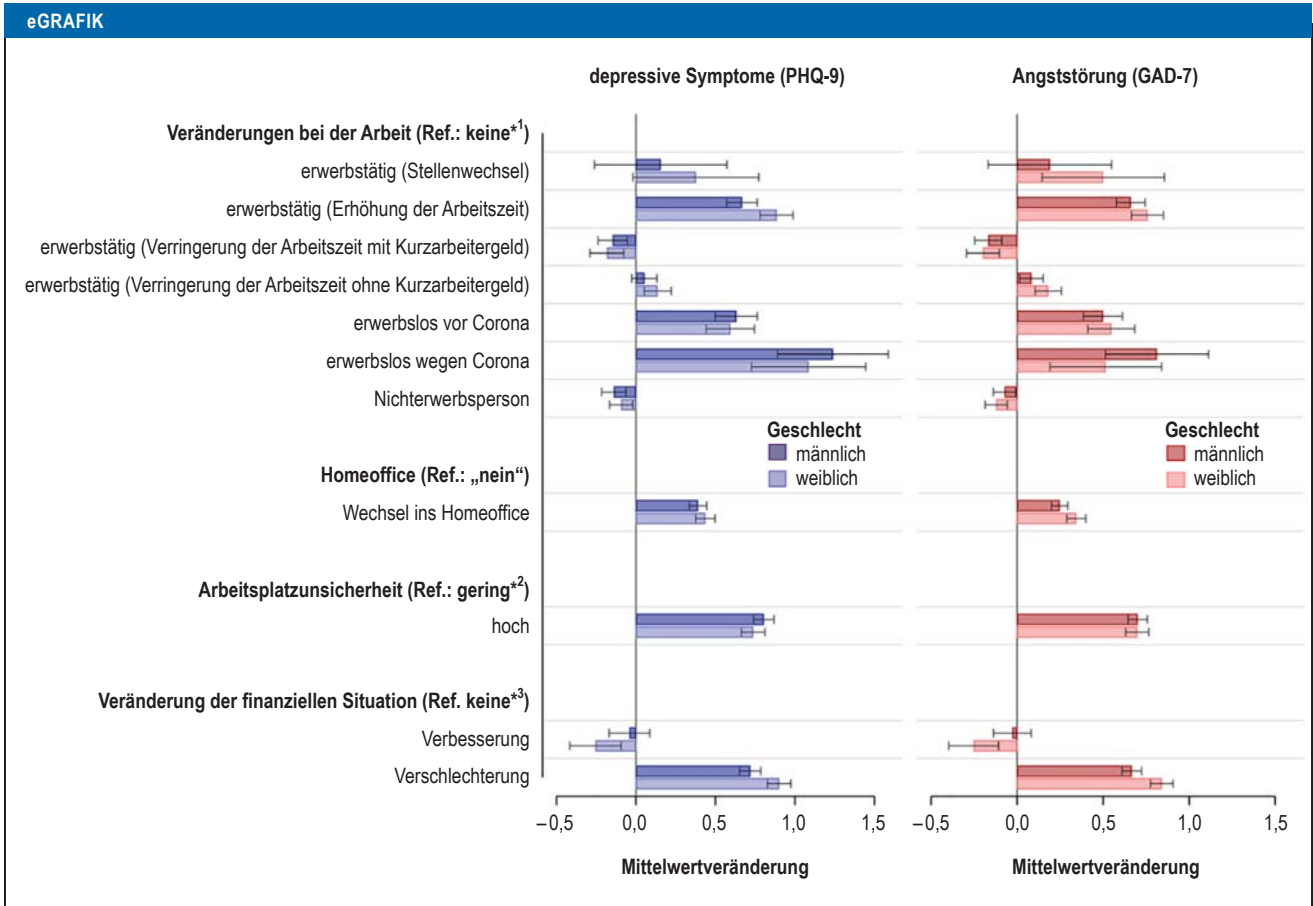 eGRAFIK
depressive Symptome (PHQ-9)
Angststörung (GAD-7)
Veränderungen bei der Arbeit (Ref.: keine*1)
erwerbstätig (Stellenwechsel)
erwerbstätig (Erhöhung der Arbeitszeit)
erwerbstätig (Verringerung der Arbeitszeit mit Kurzarbeitergeld)
erwerbstätig (Verringerung der Arbeitszeit ohne Kurzarbeitergeld)
erwerbslos vor Corona
erwerbslos wegen Corona
Nichterwerbsperson
Geschlecht
männlich
weiblich
Geschlecht
männlich
weiblich
Homeoffice (Ref.: „nein“)
Wechsel ins Homeoffice
Arbeitsplatzunsicherheit (Ref.: gering*2)
hoch
Veränderung der finanziellen Situation (Ref. keine*3)
Verbesserung
Verschlechterung
–0,5 0,0 0,5 1,0 1,5
–0,5 0,0 0,5 1,0 1,5
Mittelwertveränderung
Mittelwertveränderung